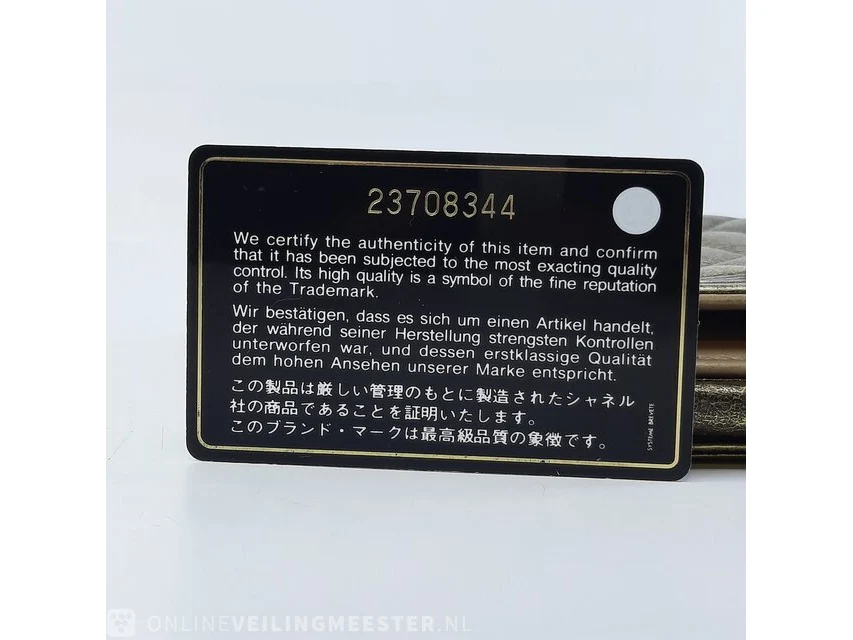 23708344
We certify the authenticity of this item and confirm
that it has been subjected to the most exacting quality
control. Its high quality is a symbol of the fine reputation
of the Trademark.
Wir bestätigen, dass es sich um einen Artikel handelt,
der während seiner Herstellung strengsten Kontrollen
unterworfen war, und dessen erstklassige Qualität
dem hohen Ansehen unserer Marke entspricht.
この製品は厳しい管理のもとに製造されたシャネル
社の商品であることを証明いたします。
このブランド・マークは最高級品質の象徴です。
SYSTEME BREVETE
ONLINEVEILINGMEESTER.NL